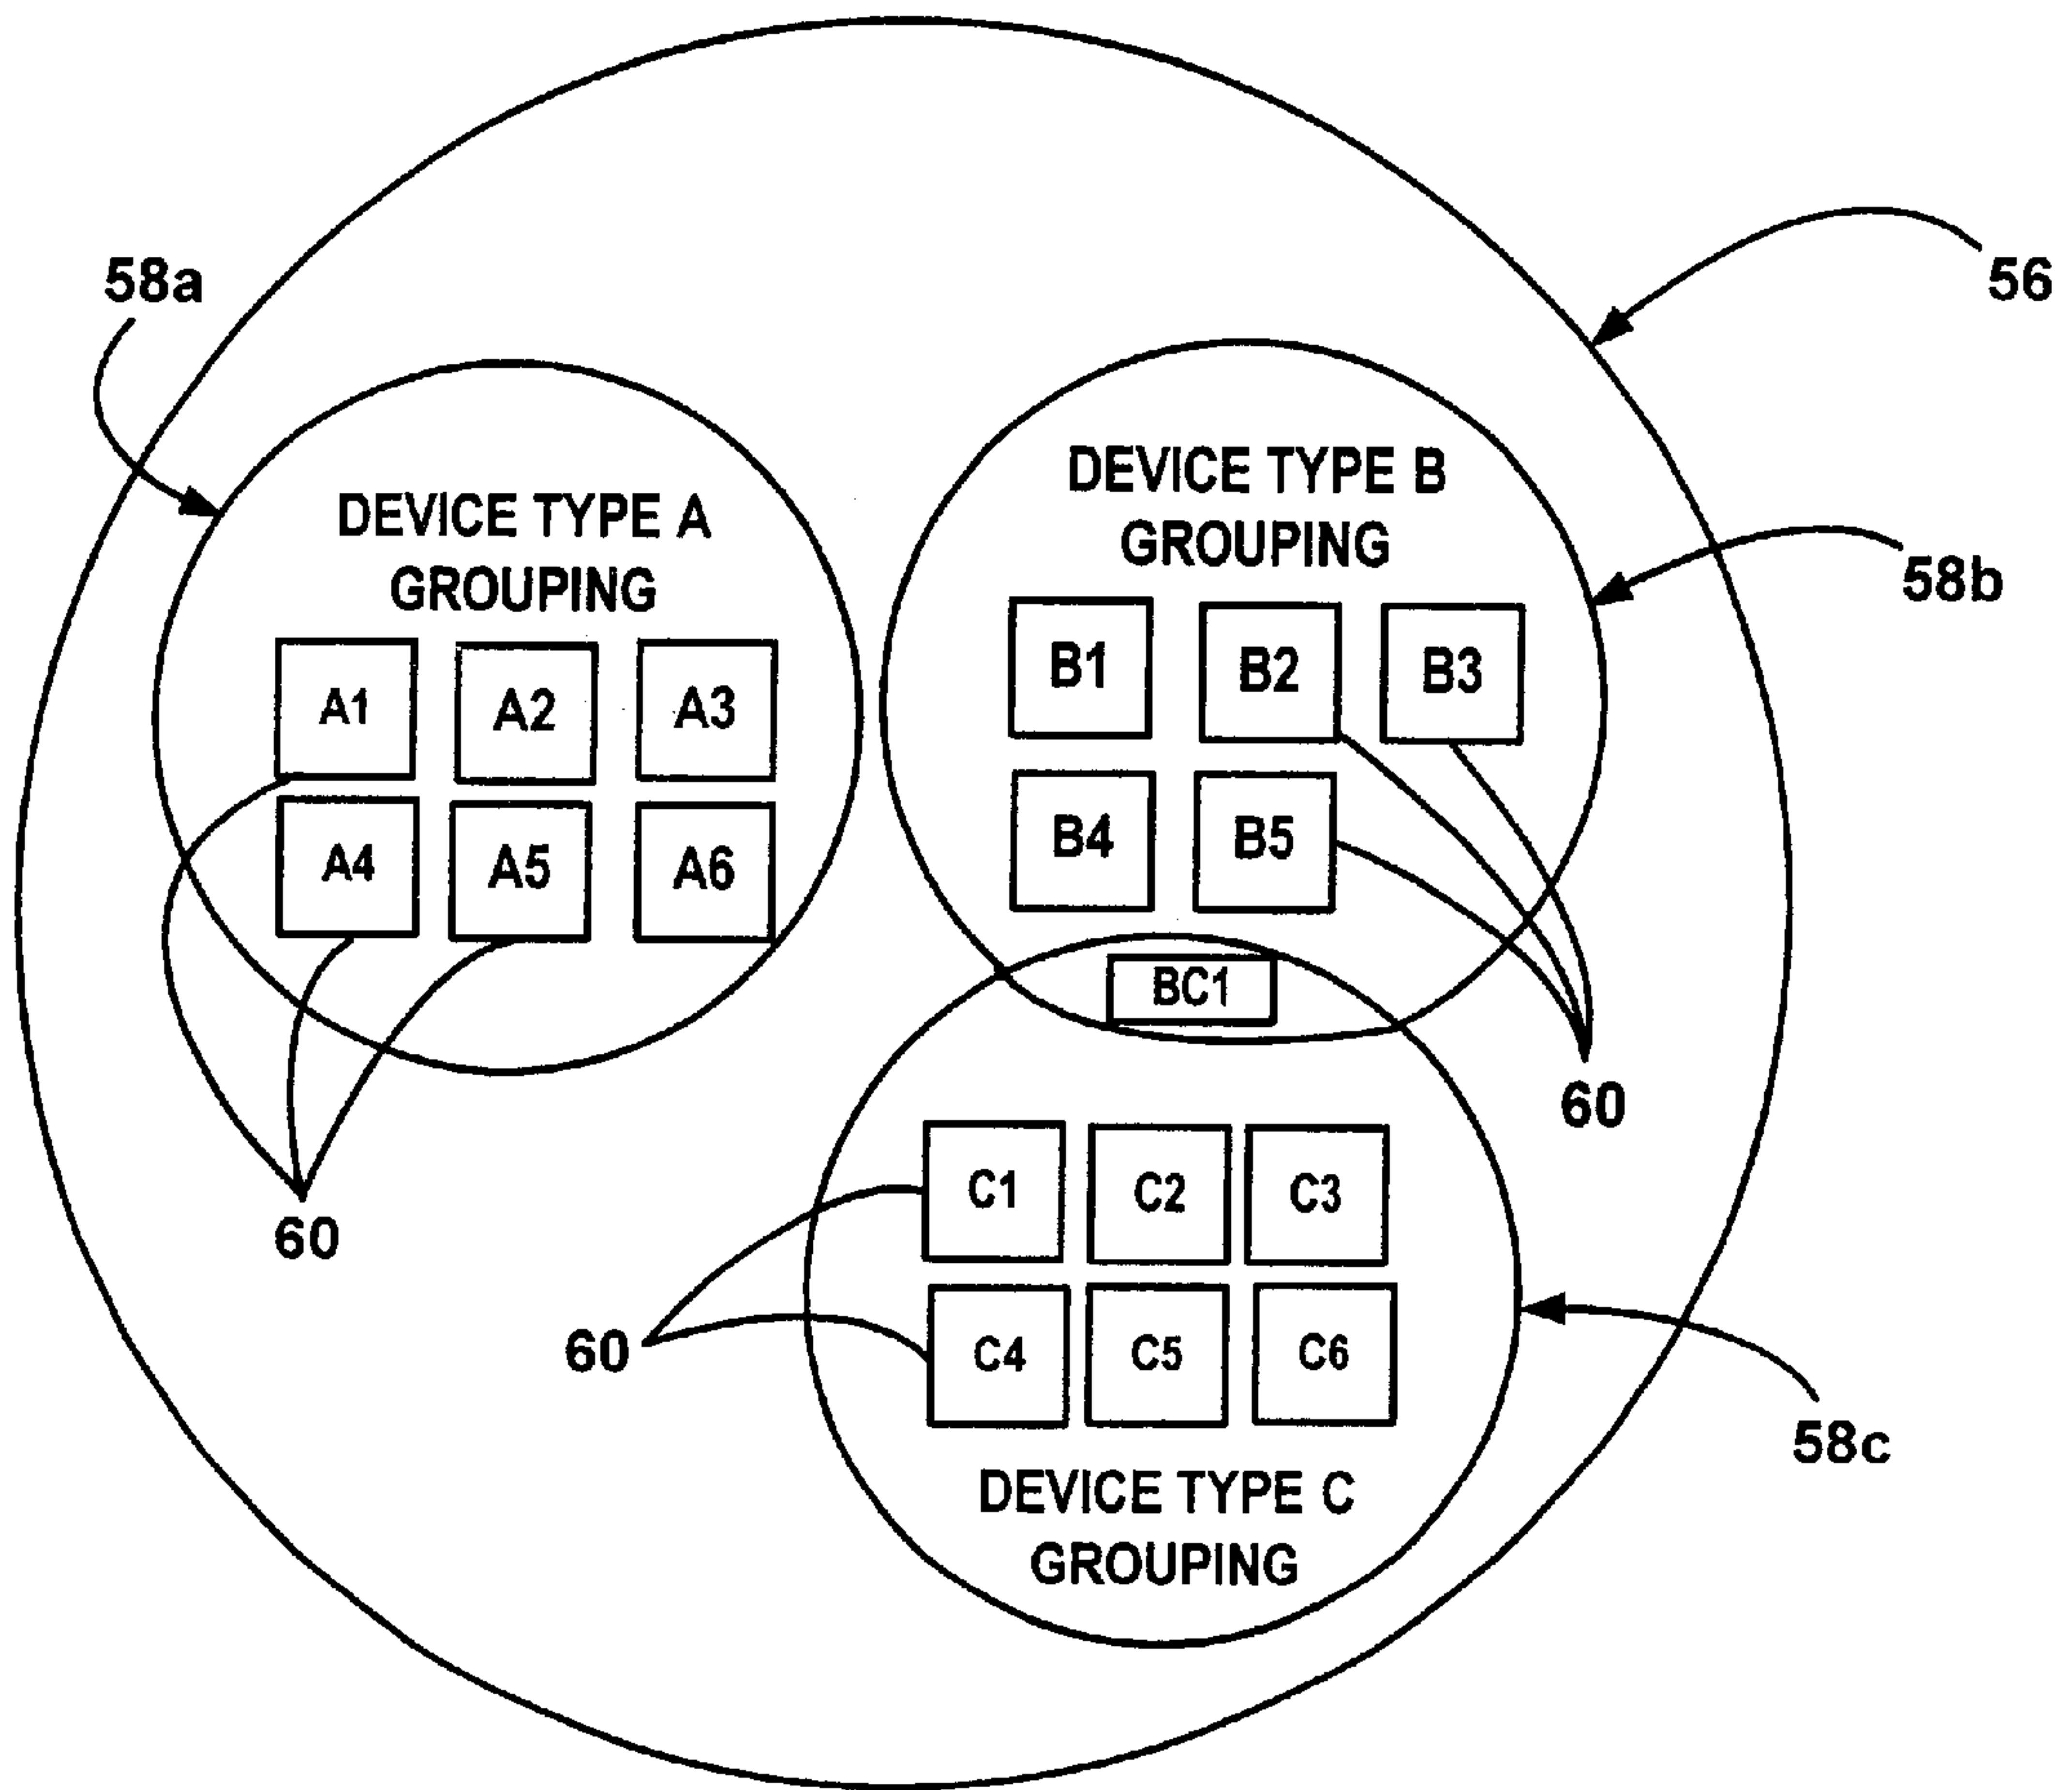 56
58a
58b
DEVICE TYPE A
GROUPING
A1 A2 A3
A4 A5 A6
60
DEVICE TYPE B
GROUPING
B1 B2 B3
B4 B5
60
BC1
C1 C2 C3
60
C4 C5 C6
58c
DEVICE TYPE C
GROUPING